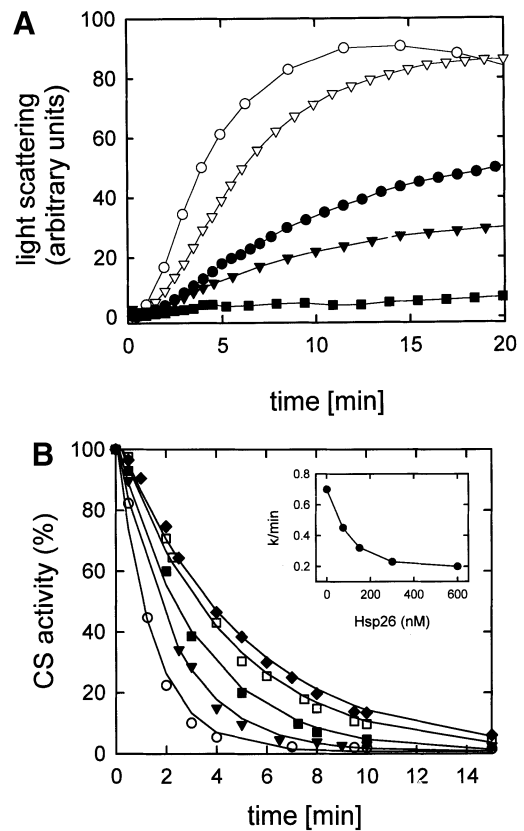 A
100
80
60
40
20
0
light scattering
(arbitrary units)
0 5 10 15 20
time [min]
B
100
80
60
40
20
0
CS activity (%)
0.8
0.6
0.4
0.2
k/min
0 200 400 600
Hsp26 (nM)
0 2 4 6 8 10 12 14
time [min]